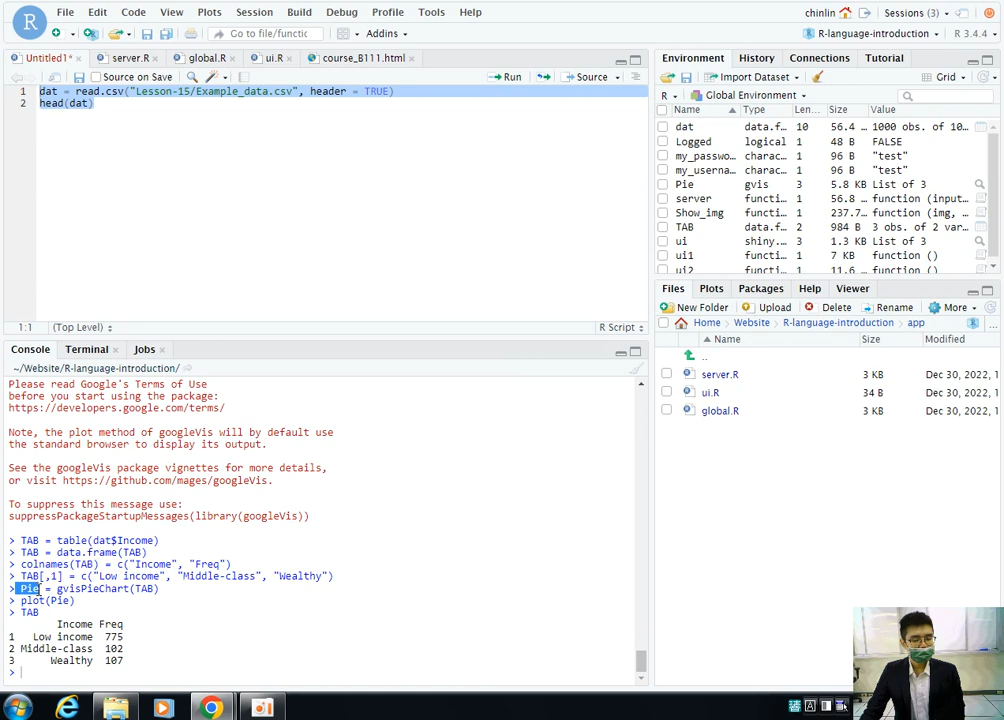 File Edit Code View Plots Session Build Debug Profile Tools Help
chinlin Sessions (3)
Go to file/functic Addins
R-language-introduction R 3.4.4
Untitled1* server.R global.R ui.R course_B111.html
Source on Save Run Source
1 dat = read.csv("Lesson-15/Example_data.csv", header = TRUE)
2 head(dat)
1:1 (Top Level) R Script
Console Terminal Jobs
~/Website/R-language-introduction/
Please read Google's Terms of Use
before you start using the package:
https://developers.google.com/terms/
Note, the plot method of googleVis will by default use
the standard browser to display its output.
See the googleVis package vignettes for more details,
or visit https://github.com/mages/googleVis.
To suppress this message use:
suppressPackageStartupMessages(library(googleVis))
> TAB = table(dat$Income)
> TAB = data.frame(TAB)
> colnames(TAB) = c("Income", "Freq")
> TAB[,1] = c("Low income", "Middle-class", "Wealthy")
> Pie = gvisPieChart(TAB)
> plot(Pie)
> TAB
Income Freq
1 Low income 775
2 Middle-class 102
3 Wealthy 107
>
Environment History Connections Tutorial
Import Dataset Grid
R Global Environment
Name Type Len... Size Value
dat data.f... 10 56.4 ... 1000 obs. of 10...
Logged logical 1 48 B FALSE
my_passwo... charac... 1 96 B "test"
my_userna... charac... 1 96 B "test"
Pie gvis 3 5.8 KB List of 3
server functi... 1 56.8 ... function (input...
Show_img functi... 1 237.7... function (img, ...
TAB data.f... 2 984 B 3 obs. of 2 var...
ui shiny... 1 1.3 KB List of 3
ui1 functi... 1 7 KB function ()
ui2 functi... 1 11.6 ... function ()
Files Plots Packages Help Viewer
New Folder Upload Delete Rename More
Home Website R-language-introduction app ...
Name Size Modified
..
server.R 3 KB Dec 30, 2022, 1
ui.R 34 B Dec 30, 2022, 1
global.R 3 KB Dec 30, 2022, 1